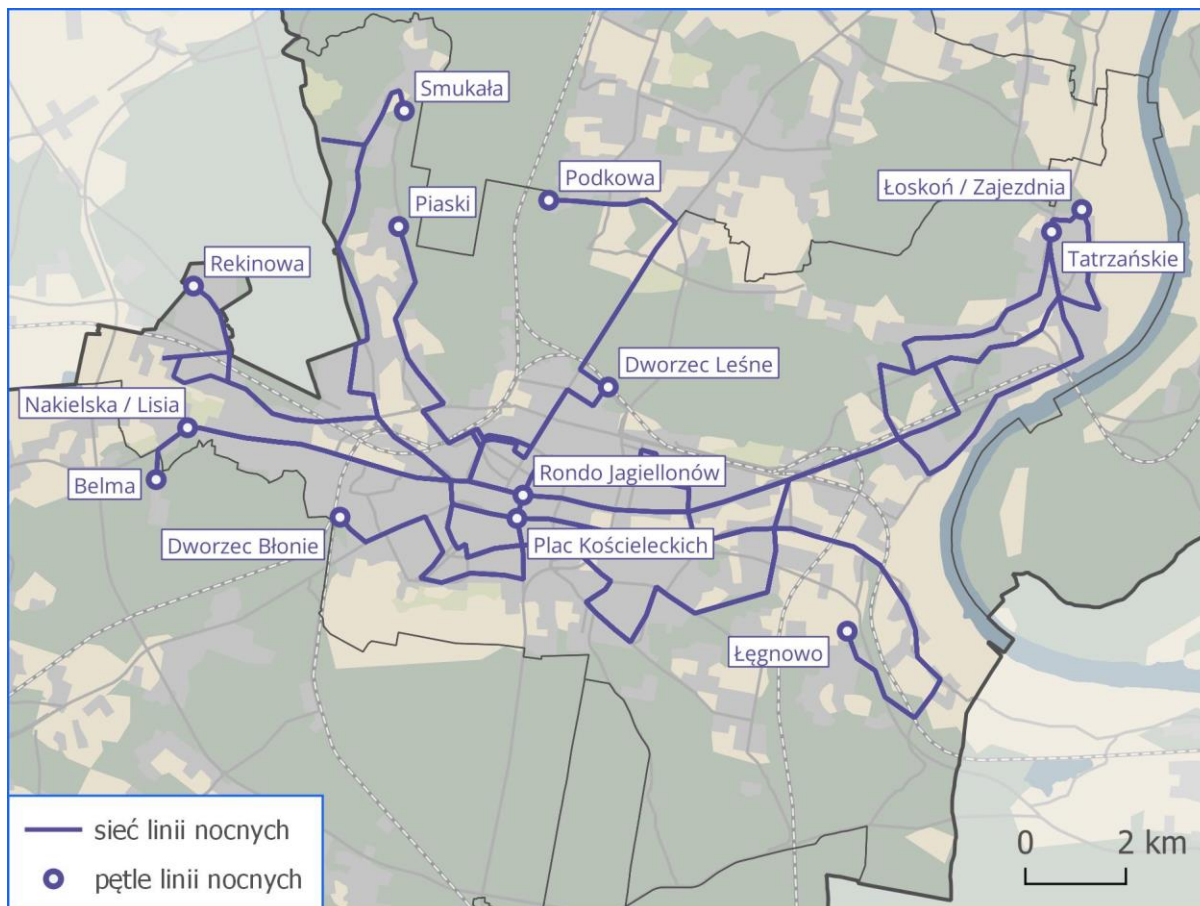 Smukała
Podkowa
Łoskoń / Zajezdnia
Piaski
Tatrzańskie
Rekinowa
Dworzec Leśne
Nakielska / Lisia
Rondo Jagiellonów
Belma
Dworzec Błonie
Plac Kościeleckich
Łęgnowo
sieć linii nocnych
pętle linii nocnych
0 2 km